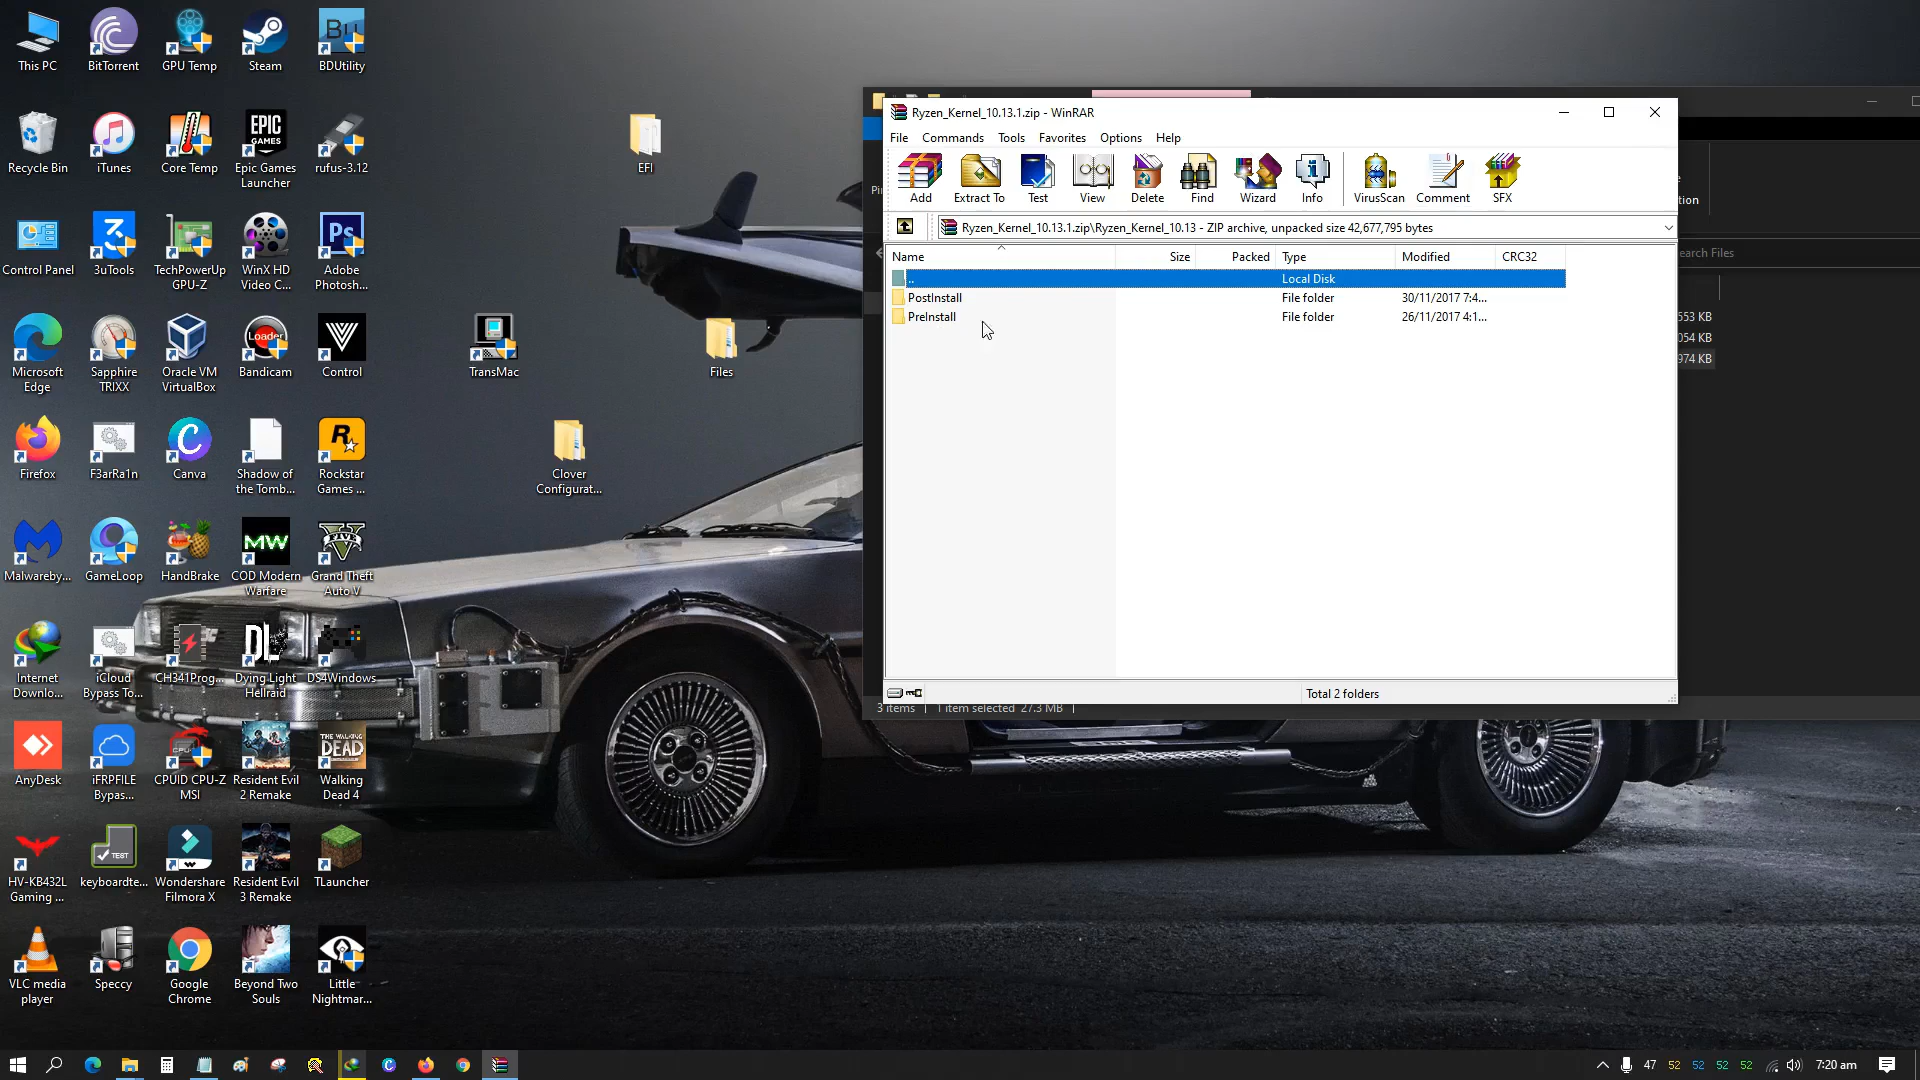 This PC
BitTorrent
GPU Temp
Steam
BDUtility
Recycle Bin
iTunes
Core Temp
Epic Games
Launcher
rufus-3.12
Control Panel
3uTools
TechPowerUp
GPU-Z
WinX HD
Video C...
Adobe
Photosh...
Microsoft
Edge
Sapphire
TRIXX
Oracle VM
VirtualBox
Bandicam
Control
Firefox
F3arRa1n
Canva
Shadow of
the Tomb...
Rockstar
Games ...
Malwareby...
GameLoop
HandBrake
COD Modern
Warfare
Grand Theft
Auto V
Internet
Downlo...
iCloud
Bypass To...
CH341Prog...
Dying Light
Hellraid
DS4Windows
AnyDesk
iFRPFILE
Bypas...
CPUID CPU-Z
MSI
Resident Evil
2 Remake
Walking
Dead 4
HV-KB432L
Gaming ...
keyboardte...
Wondershare
Filmora X
Resident Evil
3 Remake
TLauncher
VLC media
player
Speccy
Google
Chrome
Beyond Two
Souls
Little
Nightmar...
EFI
TransMac
Files
Clover
Configurat...
Ryzen_Kernel_10.13.1.zip - WinRAR
File Commands Tools Favorites Options Help
Add Extract To Test View Delete Find Wizard Info VirusScan Comment SFX
Ryzen_Kernel_10.13.1.zip\Ryzen_Kernel_10.13 - ZIP archive, unpacked size 42,677,795 bytes
Name Size Packed Type Modified CRC32
.. Local Disk
PostInstall File folder 30/11/2017 7:4...
PreInstall File folder 26/11/2017 4:1...
Total 2 folders
3 items 1 item selected 27.3 MB
earch Files
553 KB
054 KB
974 KB
47 52 52 52 52
7:20 am